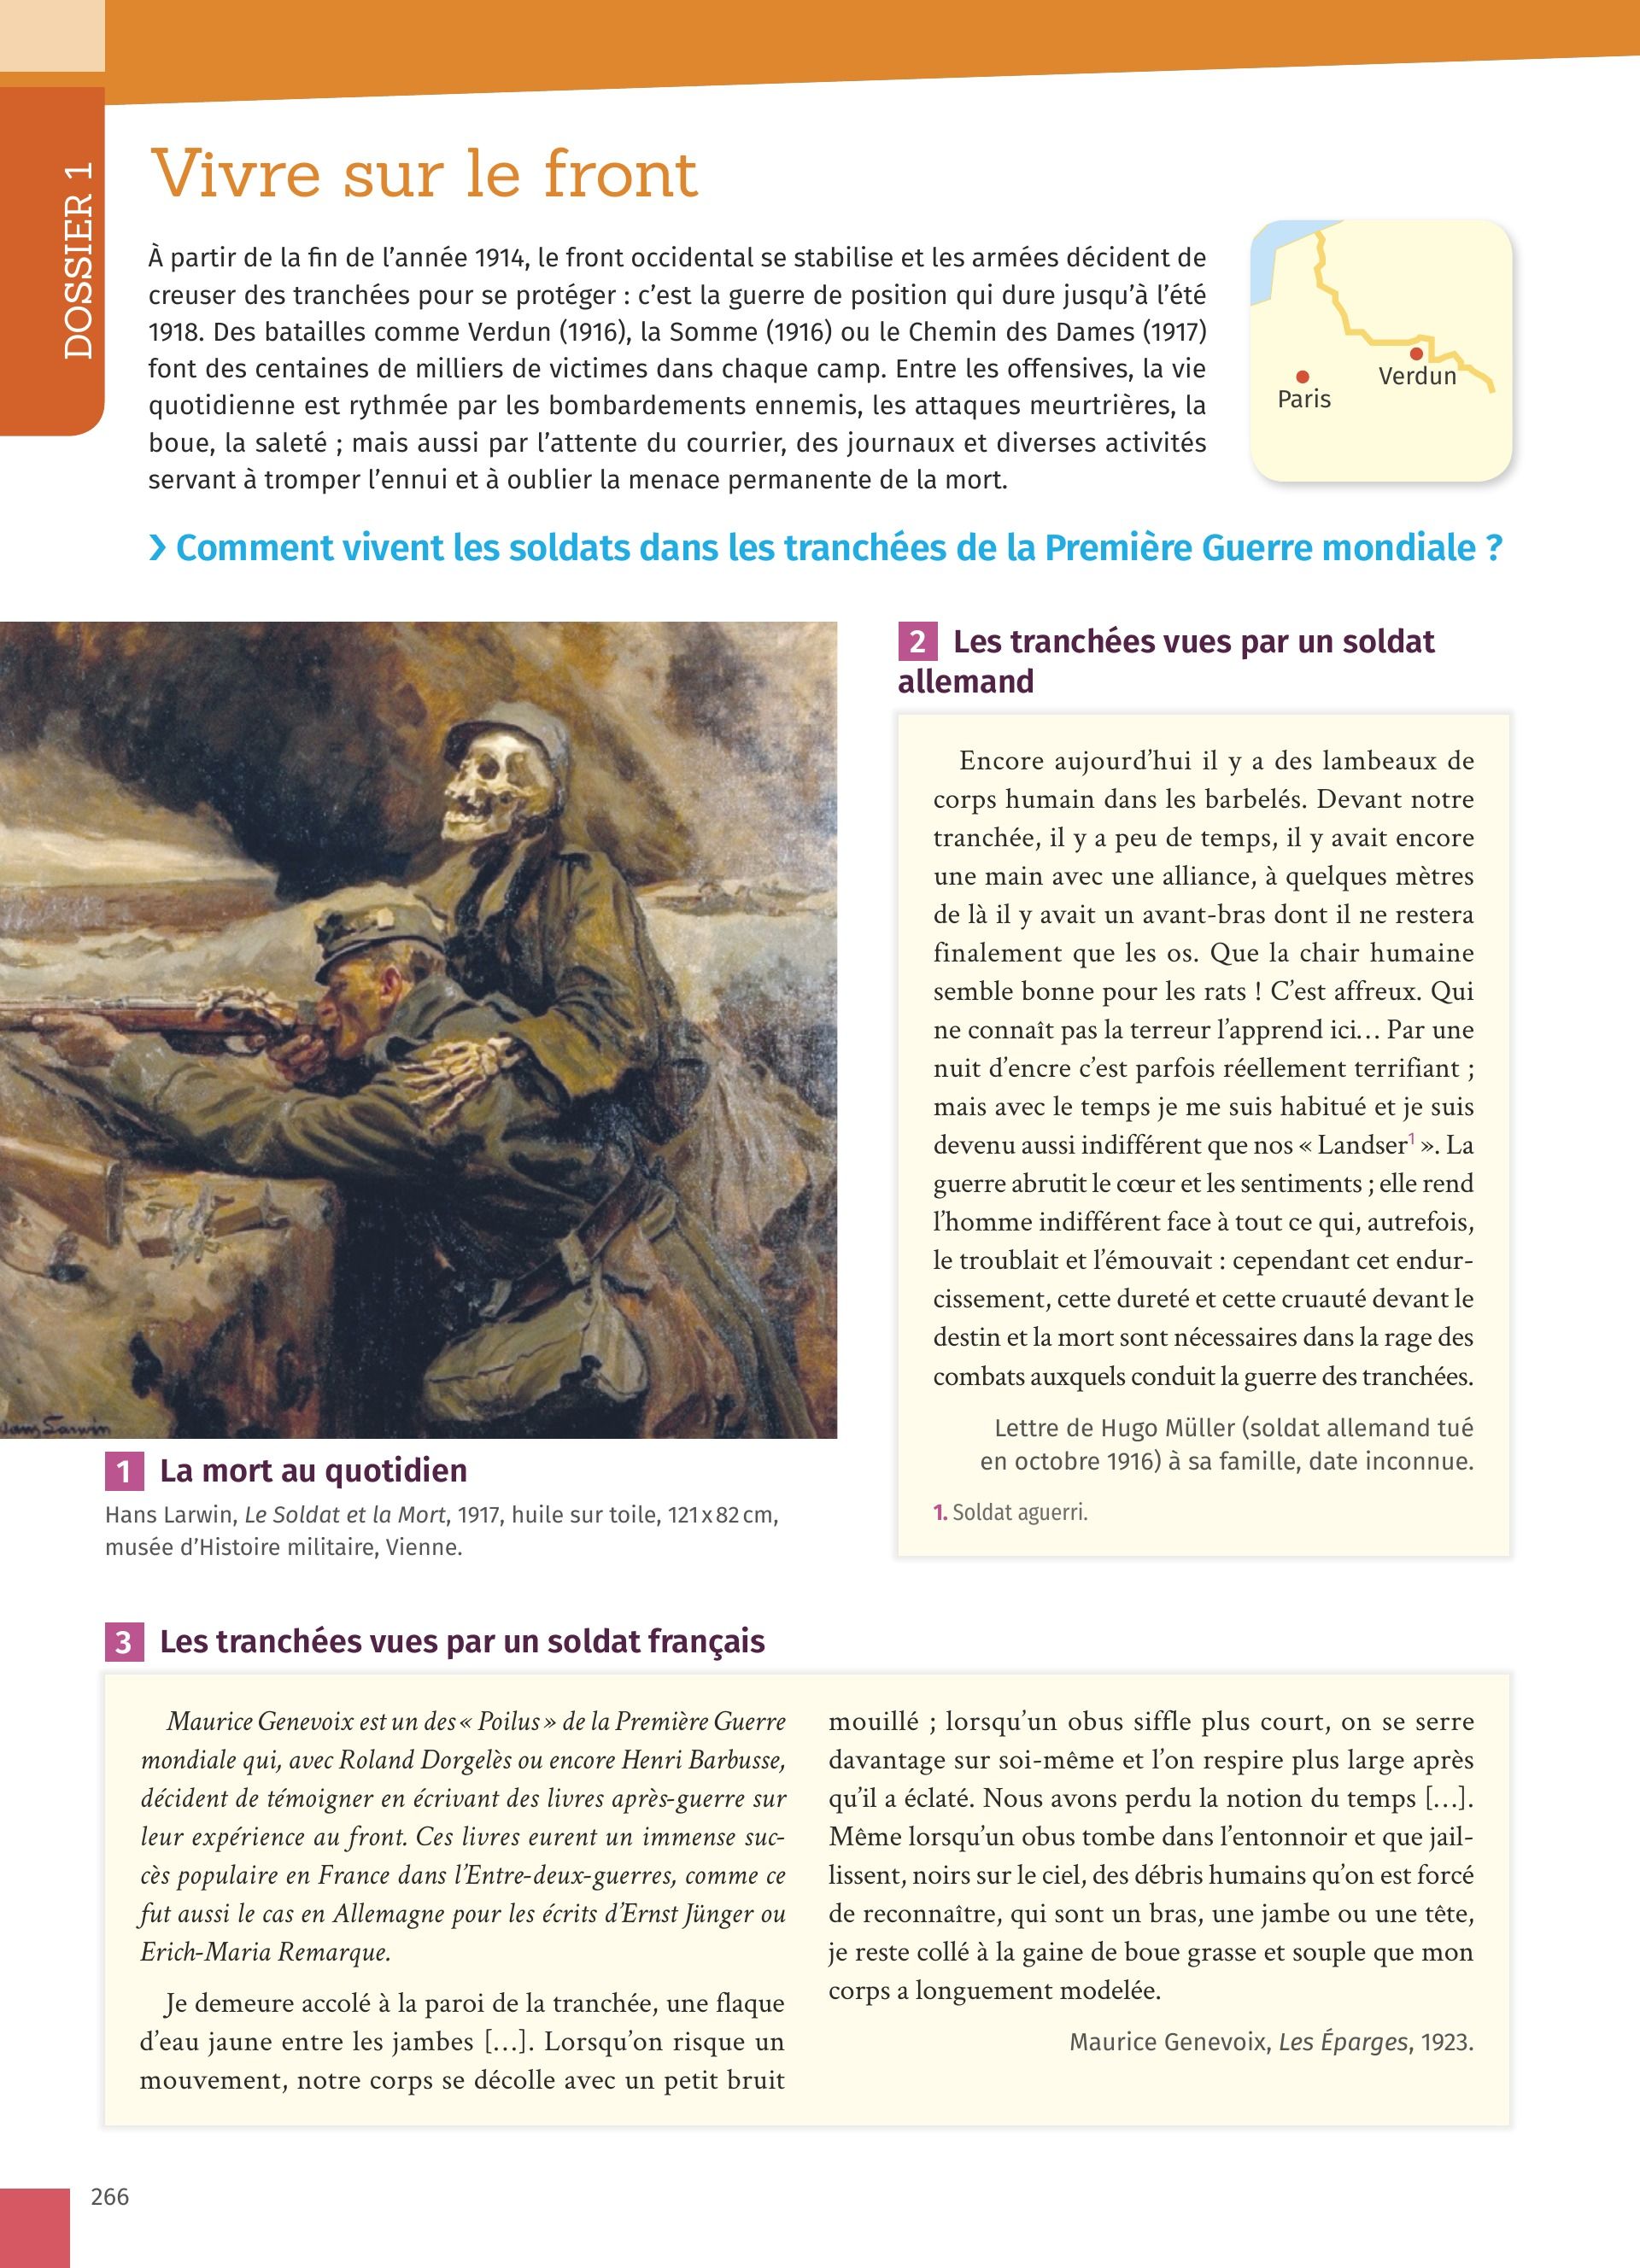 DOSSIER 1
Vivre sur le front
À partir de la fin de l’année 1914, le front occidental se stabilise et les armées décident de
creuser des tranchées pour se protéger : c’est la guerre de position qui dure jusqu’à l’été
1918. Des batailles comme Verdun (1916), la Somme (1916) ou le Chemin des Dames (1917)
font des centaines de milliers de victimes dans chaque camp. Entre les offensives, la vie
quotidienne est rythmée par les bombardements ennemis, les attaques meurtrières, la
boue, la saleté ; mais aussi par l’attente du courrier, des journaux et diverses activités
servant à tromper l’ennui et à oublier la menace permanente de la mort.
Verdun
Paris
❯ Comment vivent les soldats dans les tranchées de la Première Guerre mondiale ?
Hans Larwin
1 La mort au quotidien
Hans Larwin, Le Soldat et la Mort, 1917, huile sur toile, 121 x 82 cm,
musée d’Histoire militaire, Vienne.
2 Les tranchées vues par un soldat
allemand
Encore aujourd’hui il y a des lambeaux de
corps humain dans les barbelés. Devant notre
tranchée, il y a peu de temps, il y avait encore
une main avec une alliance, à quelques mètres
de là il y avait un avant-bras dont il ne restera
finalement que les os. Que la chair humaine
semble bonne pour les rats ! C’est affreux. Qui
ne connaît pas la terreur l’apprend ici… Par une
nuit d’encre c’est parfois réellement terrifiant ;
mais avec le temps je me suis habitué et je suis
devenu aussi indifférent que nos « Landser1 ». La
guerre abrutit le cœur et les sentiments ; elle rend
l’homme indifférent face à tout ce qui, autrefois,
le troublait et l’émouvait : cependant cet endur-
cissement, cette dureté et cette cruauté devant le
destin et la mort sont nécessaires dans la rage des
combats auxquels conduit la guerre des tranchées.
Lettre de Hugo Müller (soldat allemand tué
en octobre 1916) à sa famille, date inconnue.
1. Soldat aguerri.
3 Les tranchées vues par un soldat français
Maurice Genevoix est un des « Poilus » de la Première Guerre
mondiale qui, avec Roland Dorgelès ou encore Henri Barbusse,
décident de témoigner en écrivant des livres après-guerre sur
leur expérience au front. Ces livres eurent un immense suc-
cès populaire en France dans l’Entre-deux-guerres, comme ce
fut aussi le cas en Allemagne pour les écrits d’Ernst Jünger ou
Erich-Maria Remarque.
Je demeure accolé à la paroi de la tranchée, une flaque
d’eau jaune entre les jambes […]. Lorsqu’on risque un
mouvement, notre corps se décolle avec un petit bruit
mouillé ; lorsqu’un obus siffle plus court, on se serre
davantage sur soi-même et l’on respire plus large après
qu’il a éclaté. Nous avons perdu la notion du temps […].
Même lorsqu’un obus tombe dans l’entonnoir et que jail-
lissent, noirs sur le ciel, des débris humains qu’on est forcé
de reconnaître, qui sont un bras, une jambe ou une tête,
je reste collé à la gaine de boue grasse et souple que mon
corps a longuement modelée.
Maurice Genevoix, Les Éparges, 1923.
266